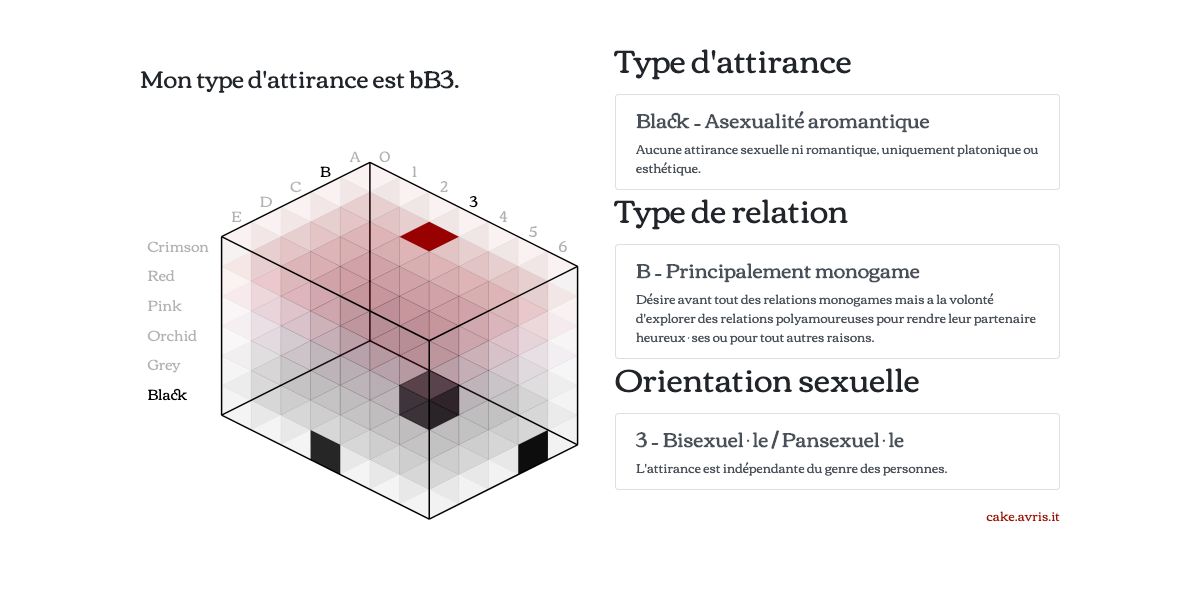 Mon type d'attirance est bB3.
A O
B 1
C 2
D 3
E 4
5
6
Crimson
Red
Pink
Orchid
Grey
Black
Type d'attirance
Black – Asexualité aromantique
Aucune attirance sexuelle ni romantique, uniquement platonique ou
esthétique.
Type de relation
B – Principalement monogame
Désire avant tout des relations monogames mais a la volonté
d'explorer des relations polyamoureuses pour rendre leur partenaire
heureux·ses ou pour tout autres raisons.
Orientation sexuelle
3 – Bisexuel·le / Pansexuel·le
L'attirance est indépendante du genre des personnes.
cake.avris.it